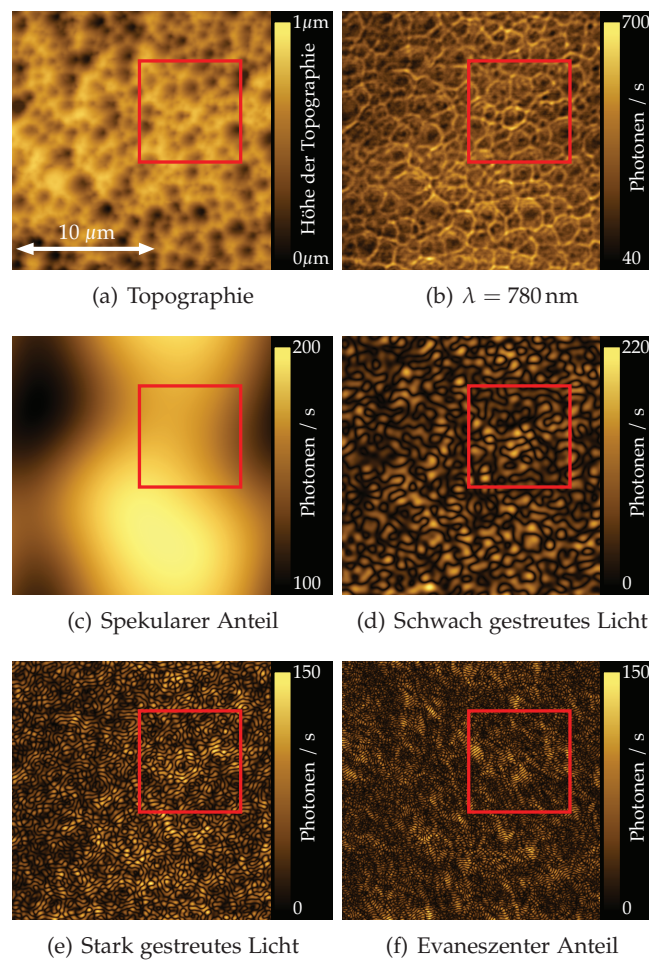 1µm
Höhe der Topographie
0µm
10 µm
(a) Topographie
700
Photonen / s
40
(b) λ = 780 nm
200
Photonen / s
100
(c) Spekularer Anteil
220
Photonen / s
0
(d) Schwach gestreutes Licht
150
Photonen / s
0
(e) Stark gestreutes Licht
150
Photonen / s
0
(f) Evaneszenter Anteil